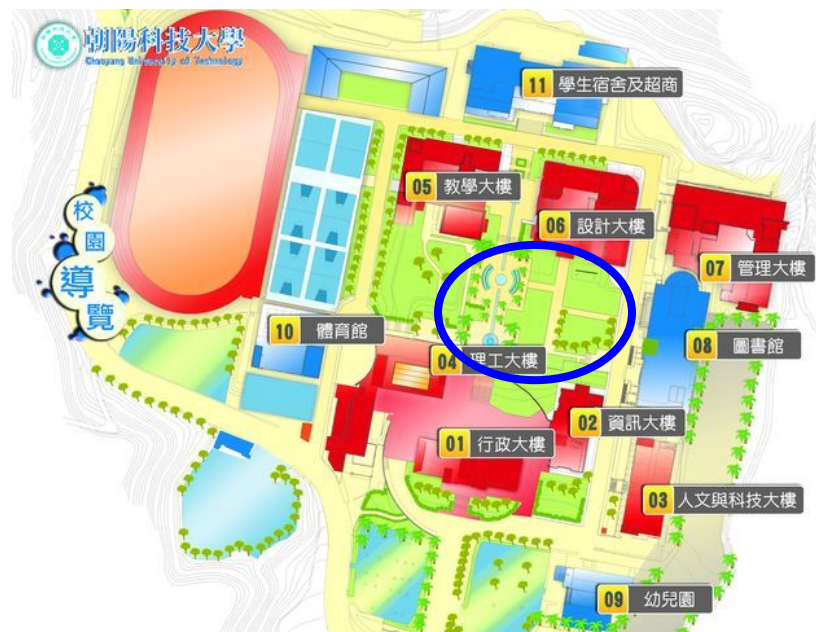 朝陽科技大學
Chaoyang University of Technology
校園導覽
11 學生宿舍及超商
05 教學大樓
06 設計大樓
07 管理大樓
10 體育館
08 圖書館
04 理工大樓
02 資訊大樓
01 行政大樓
03 人文與科技大樓
09 幼兒園